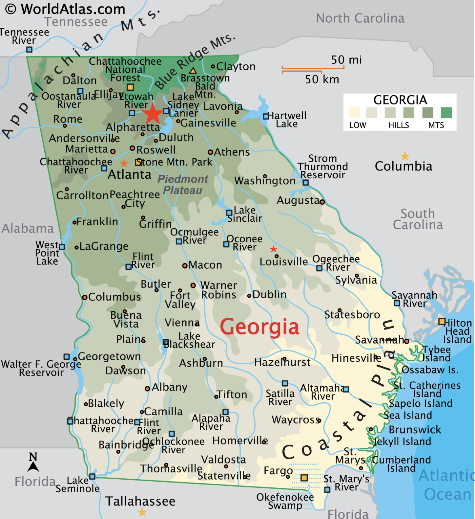 © WorldAtlas.com
Tennessee
North Carolina
Tennessee
River
Appalachian Mts.
Blue Ridge Mts.
Chattahoochee
National
Forest
Clayton
50 mi
50 km
Dalton
Brasstown
Bald
Mtn.
Oostanaula
River
Ellijay
Etowah
River
Lake
Sidney
Lanier
Lavonia
GEORGIA
LOW
HILLS
MTS
Rome
Gainesville
Hartwell
Lake
Alpharetta
Andersonville
Duluth
Marietta
Roswell
Athens
Chattahoochee
River
Stone Mtn. Park
Strom
Thurmond
Reservoir
Columbia
Atlanta
Piedmont
Plateau
Washington
Carrollton
Peachtree
City
Augusta
South
Carolina
Lake
Sinclair
Franklin
Griffin
Alabama
Ocmulgee
River
West
Point
Lake
LaGrange
Oconee
River
Louisville
Ogeechee
River
Flint
River
Macon
Sylvania
Butler
Warner
Robins
Fort
Valley
Dublin
Savannah
River
Columbus
Buena
Vista
Vienna
Georgia
Statesboro
Hilton
Head
Island
Plains
Lake
Blackshear
Savannah
Tybee
Island
Walter F. George
Reservoir
Georgetown
Hazelhurst
Hinesville
Ossabaw Is.
Dawson
Ashburn
Coastal Plain
St. Catherines
Island
Albany
Satilla
River
Altamaha
River
Sapelo Island
Tifton
Blakely
Sea Island
Camilla
Alapaha
River
Waycross
Brunswick
Chattahoochee
River
Flint
River
Jekyll Island
Ochlockonee
River
Homerville
Bainbridge
St.
Marys
Cumberland
Island
Valdosta
Thomasville
Fargo
N
Statenville
St. Mary's
River
Atlantic
Ocean
Florida
Lake
Seminole
Okefenokee
Swamp
Florida
Tallahassee